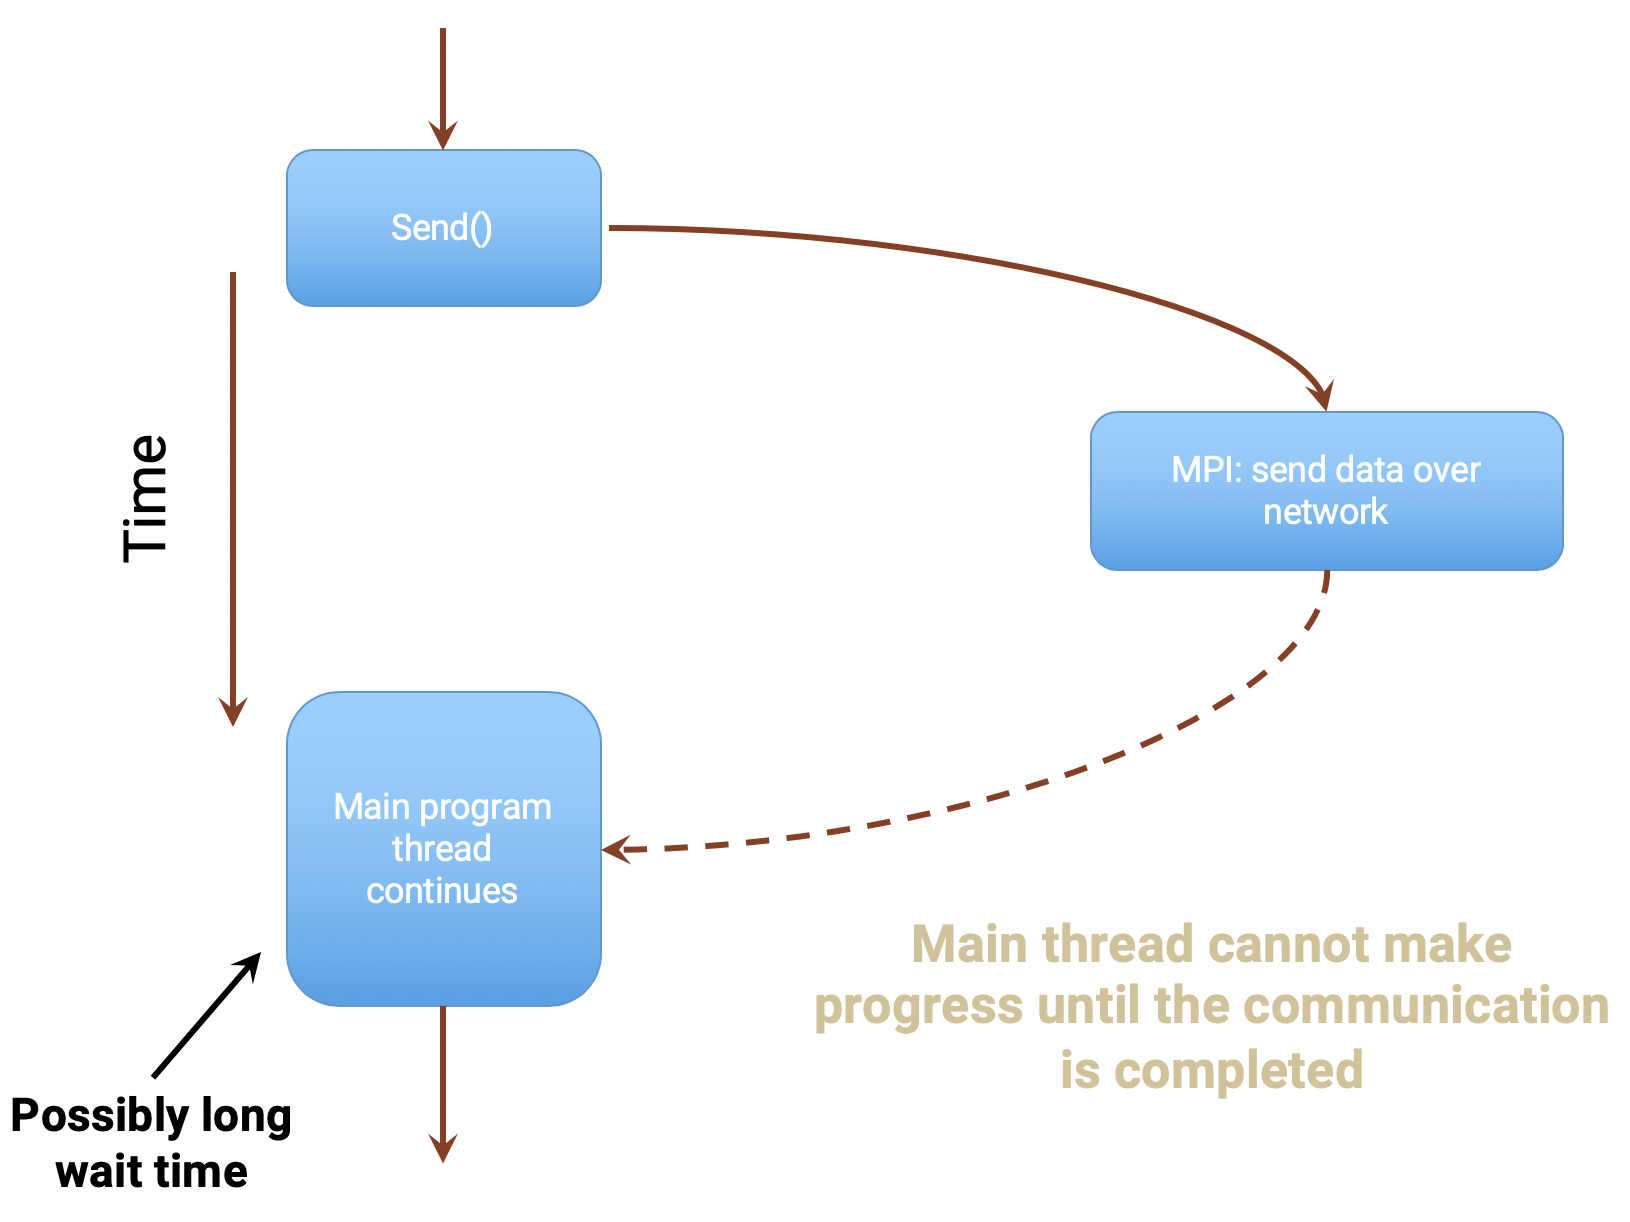 Send()
MPI: send data over
network
Time
Main program
thread
continues
Main thread cannot make
progress until the communication
is completed
Possibly long
wait time